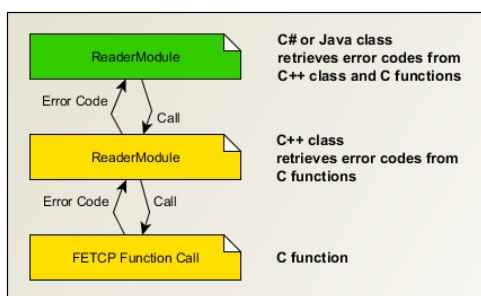 ReaderModule
C# or Java class
retrieves error codes from
C++ class and C functions
Error Code
Call
ReaderModule
C++ class
retrieves error codes from
C functions
Error Code
Call
FETCP Function Call
C function